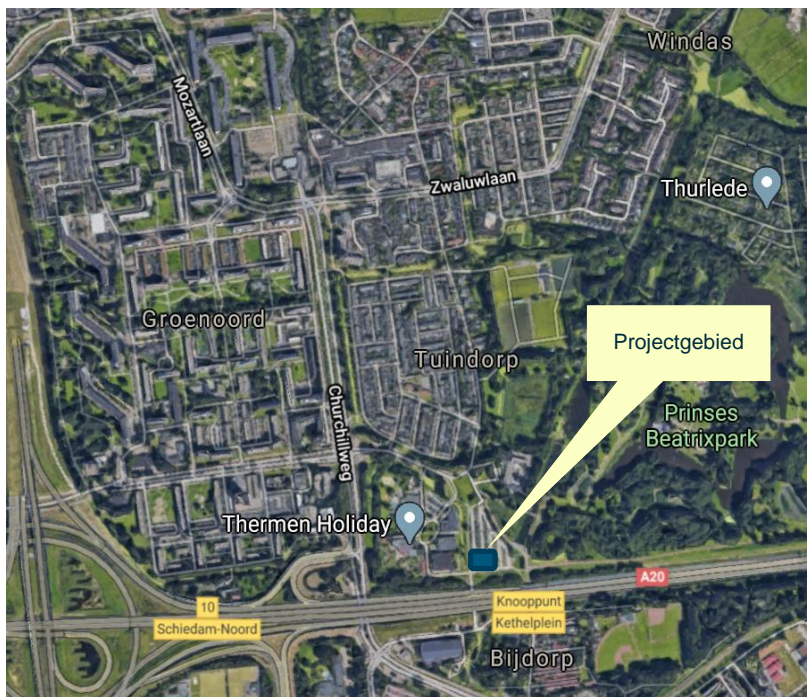 Windas
Mozartlaan
Zwaluwlaan
Thurlede
Groenoord
Projectgebied
Tuindorp
Churchillweg
Prinses
Beatrixpark
Thermen Holiday
A20
10
Schiedam-Noord
Knooppunt
Kethelplein
Bijdorp